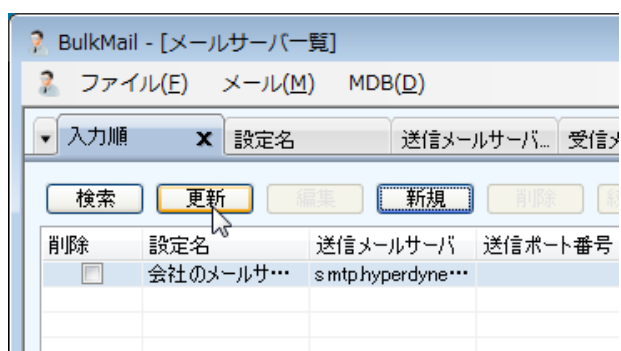 BulkMail - [メールサーバ一覧]
ファイル(F) メール(M) MDB(D)
入力順 x 設定名 送信メールサーバ... 受信
検索 更新 編集 新規 削除
削除 設定名 送信メールサーバ 送信ポート番号
会社のメールサ… smtp.hyperdyne…